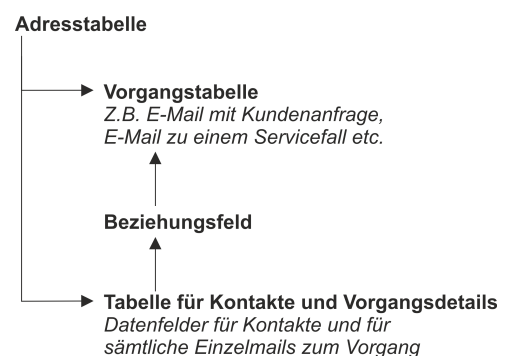 Adresstabelle
Vorgangstabelle
Z.B. E-Mail mit Kundenanfrage,
E-Mail zu einem Servicefall etc.
Beziehungsfeld
Tabelle für Kontakte und Vorgangsdetails
Datenfelder für Kontakte und für
sämtliche Einzelmails zum Vorgang